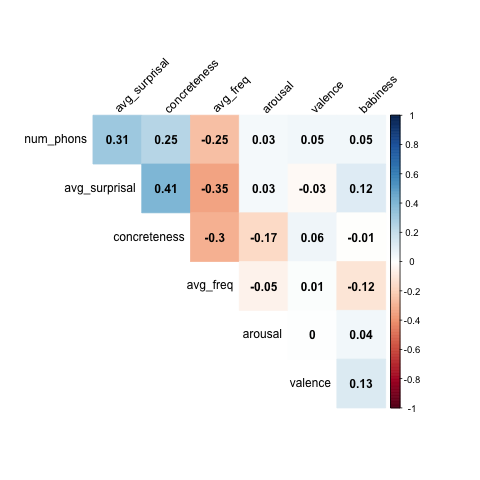 avg_surprisal concreteness avg_freq arousal valence babiness
num_phons 0.31 0.25 -0.25 0.03 0.05 0.05
avg_surprisal 0.41 -0.35 0.03 -0.03 0.12
concreteness -0.3 -0.17 0.06 -0.01
avg_freq -0.05 0.01 -0.12
arousal 0 0.04
valence 0.13
1
0.8
0.6
0.4
0.2
0
-0.2
-0.4
-0.6
-0.8
-1